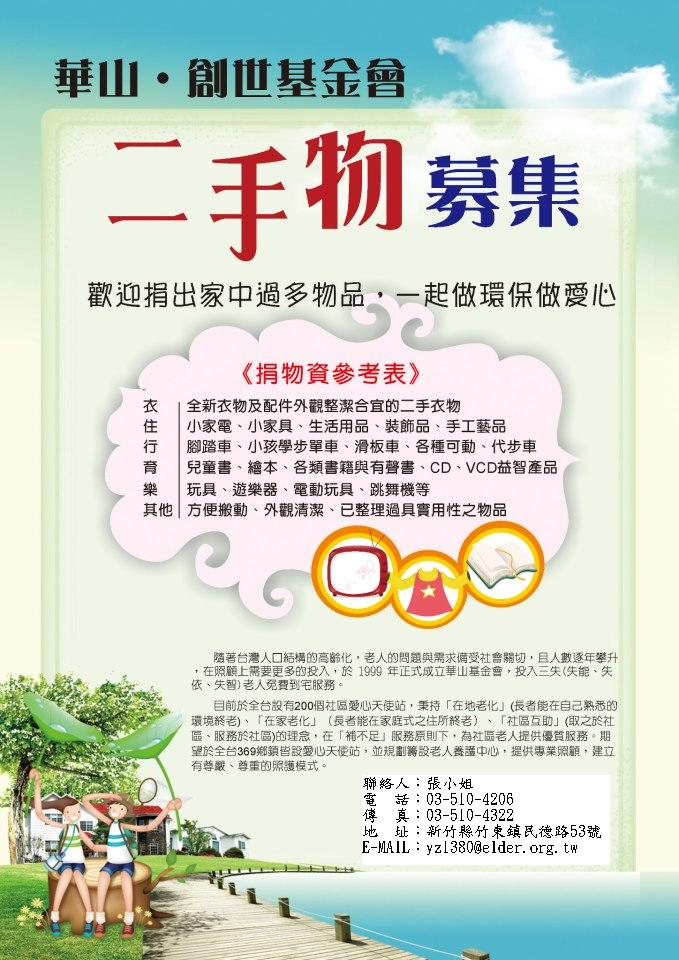 華山・創世基金會
二手物募集
歡迎捐出家中過多物品，一起做環保做愛心
《捐物資參考表》
衣 全新衣物及配件外觀整潔合宜的二手衣物
住 小家電、小家具、生活用品、裝飾品、手工藝品
行 腳踏車、小孩學步單車、滑板車、各種可動、代步車
育 兒童書、繪本、各類書籍與有聲書、CD、VCD益智產品
樂 玩具、遊樂器、電動玩具、跳舞機等
其他 方便搬動、外觀清潔、已整理過具實用性之物品
隨著台灣人口結構的高齡化，老人的問題與需求備受社會關切，且人數逐年攀升
，在照顧上需要更多的投入，於 1999 年正式成立華山基金會，投入三失(失能、失
依、失智)老人免費到宅服務。
目前於全台設有200個社區愛心天使站，秉持「在地老化」(長者能在自己熟悉的
環境終老)、「在家老化」（長者能在家庭式之住所終老）、「社區互助」(取之於社
區、服務於社區)的理念，在「補不足」服務原則下，為社區老人提供優質服務。期
望於全台369鄉鎮皆設愛心天使站，並規劃籌設老人養護中心，提供專業照顧，建立
有尊嚴、尊重的照護模式。
聯絡人：張小姐
電 話：03-510-4206
傳 真：03-510-4322
地 址：新竹縣竹東鎮民德路53號
E-MAIL：yz1380@elder.org.tw